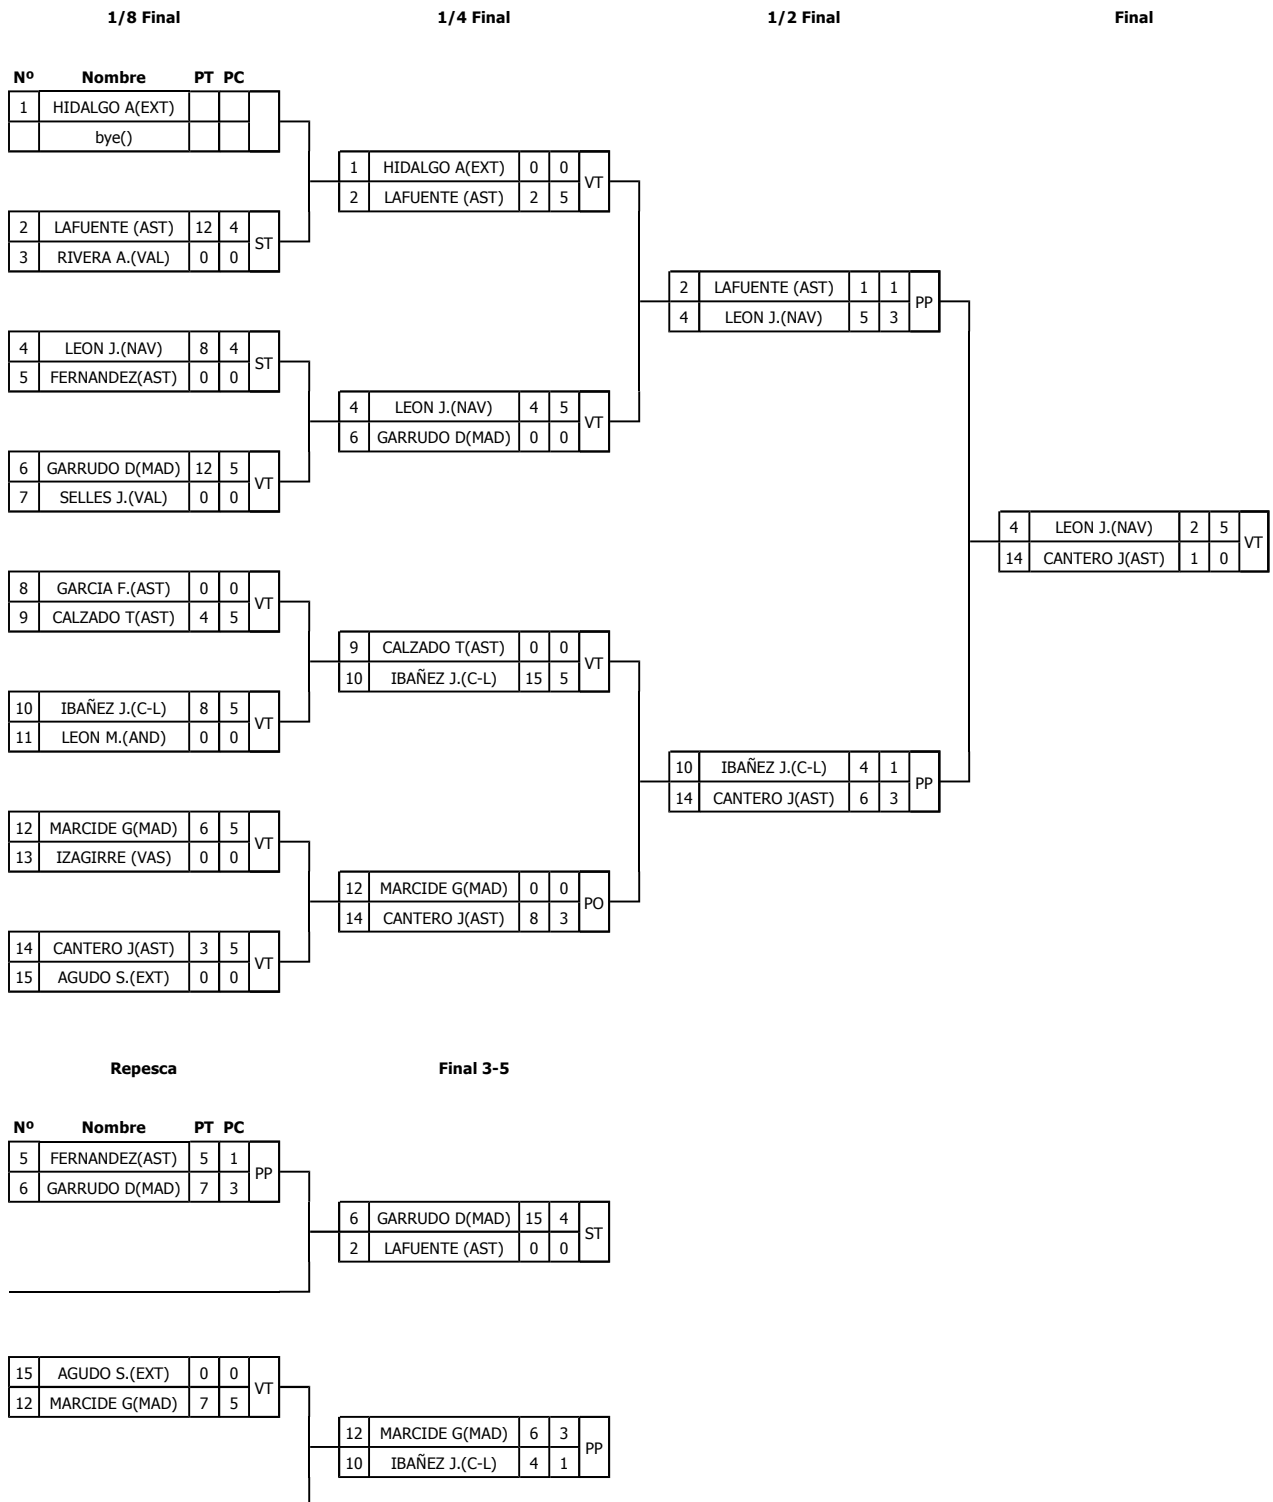 1/8 Final 1/4 Final 1/2 Final Final
Nº Nombre PT PC
1 HIDALGO A(EXT)
bye()
1 HIDALGO A(EXT) 0 0 VT
2 LAFUENTE (AST) 2 5
2 LAFUENTE (AST) 12 4 ST
3 RIVERA A.(VAL) 0 0
2 LAFUENTE (AST) 1 1 PP
4 LEON J.(NAV) 5 3
4 LEON J.(NAV) 8 4 ST
5 FERNANDEZ(AST) 0 0
4 LEON J.(NAV) 4 5 VT
6 GARRUDO D(MAD) 0 0
6 GARRUDO D(MAD) 12 5 VT
7 SELLES J.(VAL) 0 0
4 LEON J.(NAV) 2 5 VT
14 CANTERO J(AST) 1 0
8 GARCIA F.(AST) 0 0 VT
9 CALZADO T(AST) 4 5
9 CALZADO T(AST) 0 0 VT
10 IBAÑEZ J.(C-L) 15 5
10 IBAÑEZ J.(C-L) 8 5 VT
11 LEON M.(AND) 0 0
10 IBAÑEZ J.(C-L) 4 1 PP
14 CANTERO J(AST) 6 3
12 MARCIDE G(MAD) 6 5 VT
13 IZAGIRRE (VAS) 0 0
12 MARCIDE G(MAD) 0 0 PO
14 CANTERO J(AST) 8 3
14 CANTERO J(AST) 3 5 VT
15 AGUDO S.(EXT) 0 0
Repesca Final 3-5
Nº Nombre PT PC
5 FERNANDEZ(AST) 5 1 PP
6 GARRUDO D(MAD) 7 3
6 GARRUDO D(MAD) 15 4 ST
2 LAFUENTE (AST) 0 0
15 AGUDO S.(EXT) 0 0 VT
12 MARCIDE G(MAD) 7 5
12 MARCIDE G(MAD) 6 3 PP
10 IBAÑEZ J.(C-L) 4 1